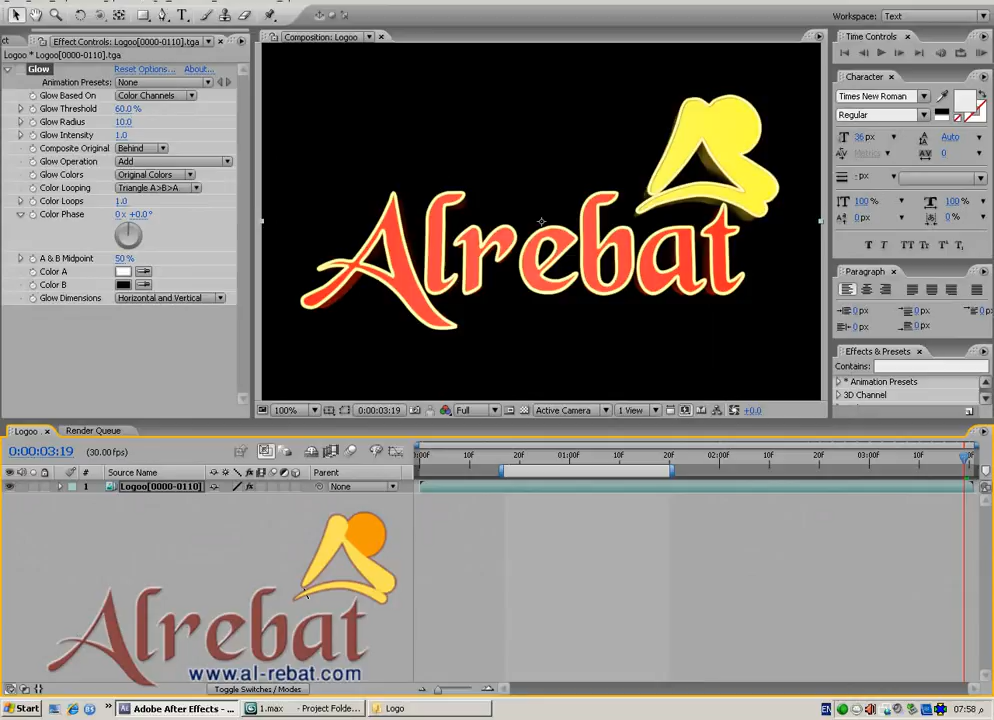 Workspace: Text
ct
Effect Controls: Logoo[0000-0110].tga
Logoo * Logoo[0000-0110].tga
Glow
Reset Options...
About...
Animation Presets: None
Glow Based On Color Channels
Glow Threshold 60.0 %
Glow Radius 10.0
Glow Intensity 1.0
Composite Original Behind
Glow Operation Add
Glow Colors Original Colors
Color Looping Triangle A>B>A
Color Loops 1.0
Color Phase 0 x +0.0°
A & B Midpoint 50 %
Color A
Color B
Glow Dimensions Horizontal and Vertical
Composition: Logoo
Alrebat
100% 0:00:03:19 Full Active Camera 1 View +0.0
Time Controls
Character
Times New Roman
Regular
36 px Auto
Metrics 0
- px
100 % 100 %
0 px 0 %
T T TT Tr T' T,
Paragraph
0 px 0 px 0 px
0 px 0 px
Effects & Presets
Contains:
* Animation Presets
3D Channel
Logoo
Render Queue
0:00:03:19 (30.00 fps)
# Source Name Parent
1 Logoo[0000-0110] None
:00f 10f 20f 01:00f 10f 20f 02:00f 10f 20f 03:00f 10f
Alrebat
www.al-rebat.com
Toggle Switches / Modes
Start
Adobe After Effects - ...
1.max - Project Folde...
Logo
EN
07:58 م